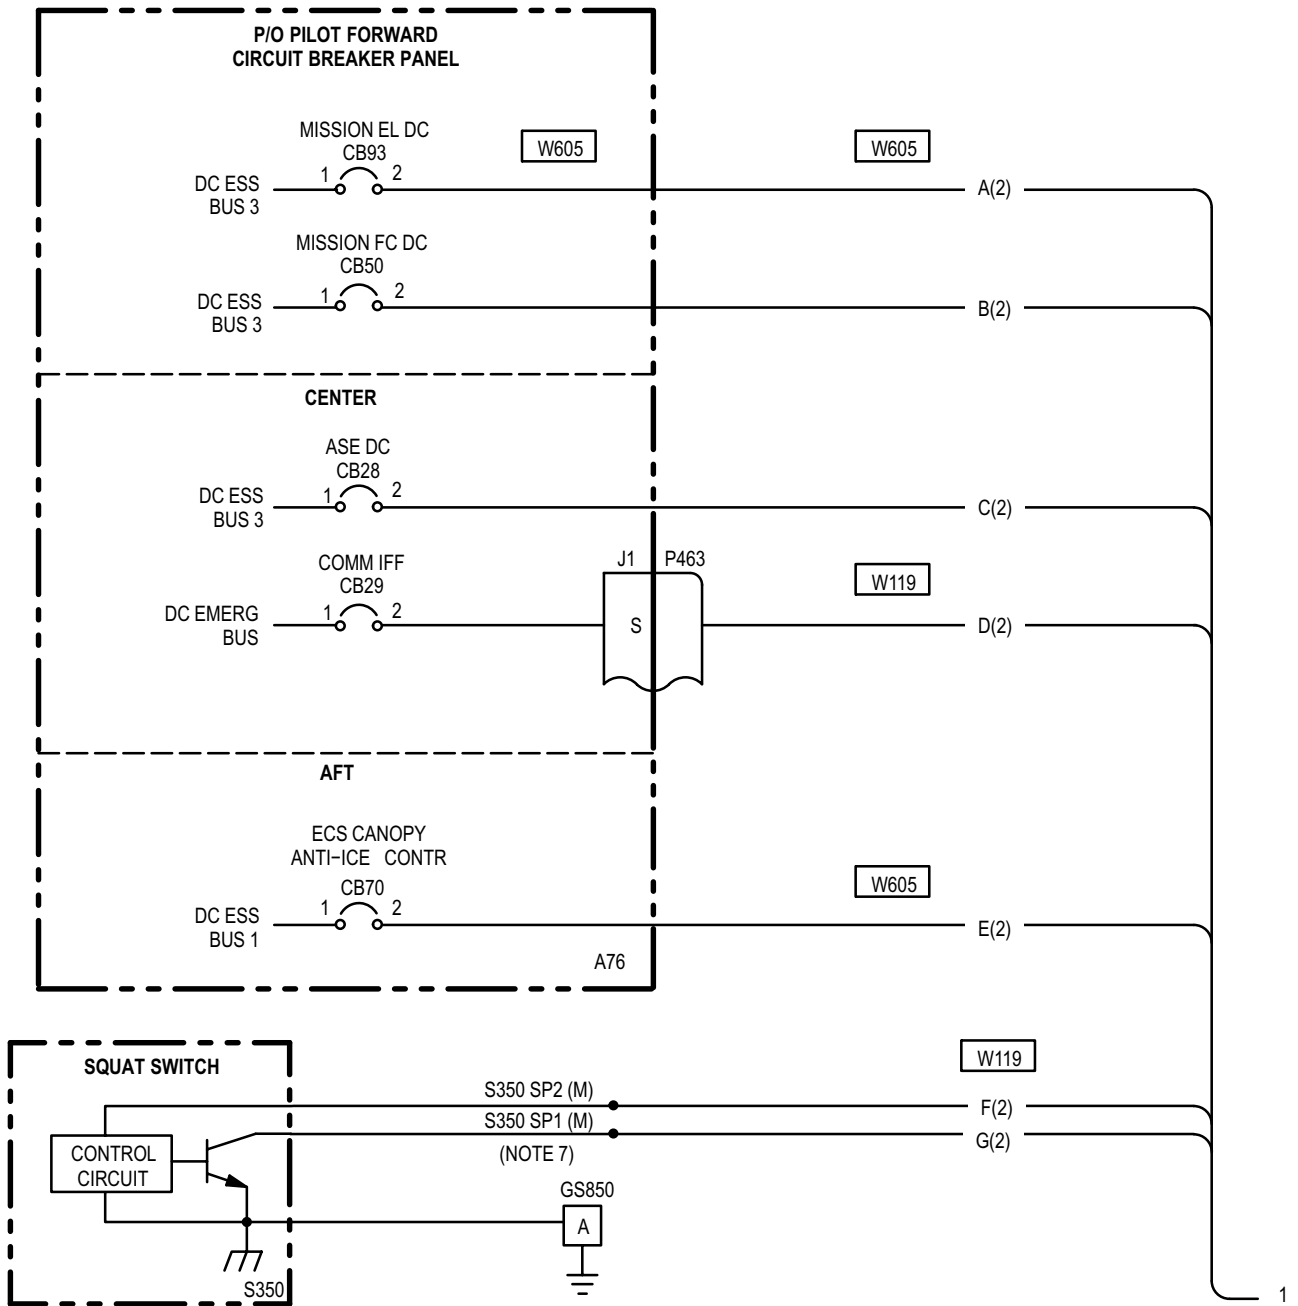 P/O PILOT FORWARD
CIRCUIT BREAKER PANEL
MISSION EL DC
CB93
W605
W605
1 2
DC ESS
BUS 3
A(2)
MISSION FC DC
CB50
1 2
DC ESS
BUS 3
B(2)
CENTER
ASE DC
CB28
1 2
DC ESS
BUS 3
C(2)
COMM IFF
CB29
J1 P463
W119
1 2
DC EMERG
BUS
S
D(2)
AFT
ECS CANOPY
ANTI−ICE CONTR
CB70
W605
1 2
DC ESS
BUS 1
E(2)
A76
SQUAT SWITCH
W119
S350 SP2 (M)
F(2)
S350 SP1 (M)
G(2)
(NOTE 7)
CONTROL
CIRCUIT
GS850
A
S350
1